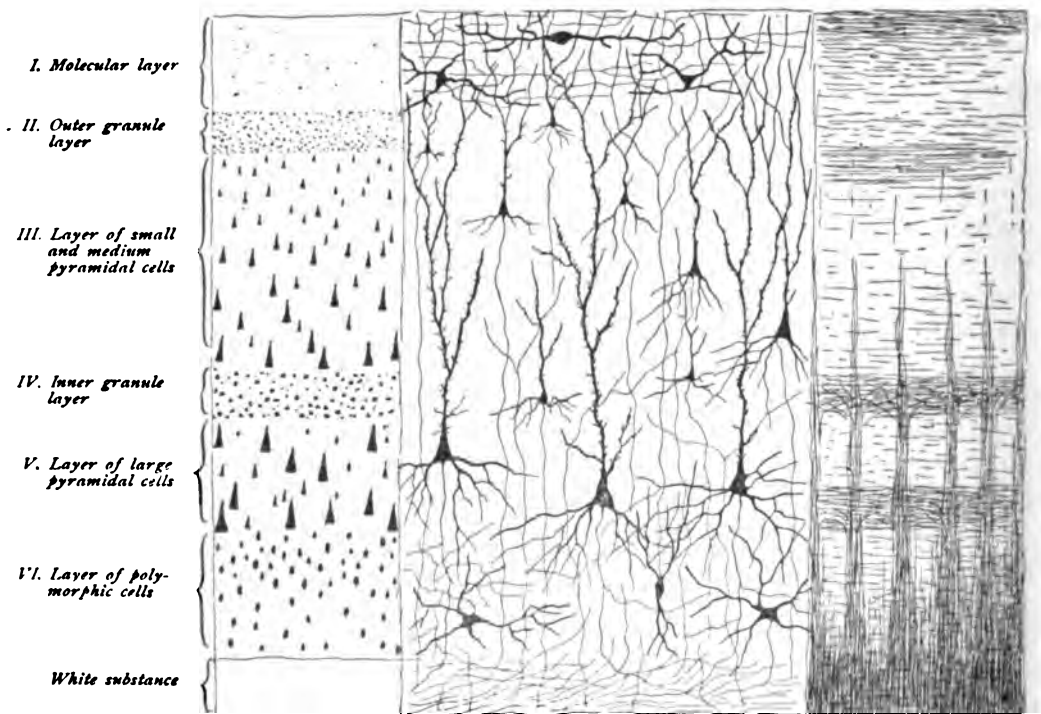 I. Molecular layer
II. Outer granule
layer
III. Layer of small
and medium
pyramidal cells
IV. Inner granule
layer
V. Layer of large
pyramidal cells
VI. Layer of poly-
morphic cells
White substance